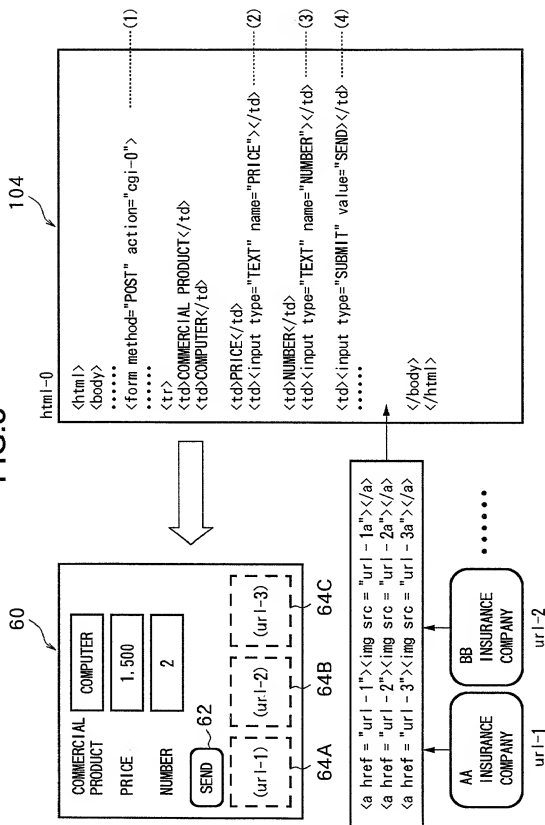 FIG.6
60
104
COMMERCIAL
PRODUCT
COMPUTER
PRICE
1.500
NUMBER
2
SEND
62
(url-1)
(url-2)
(url-3)
64A
64B
64C
html-0
<html>
<body>
•••••
<form method="POST" action="cgi-0"> ………(1)
•••••
<tr>
<td>COMMERCIAL PRODUCT</td>
<td>COMPUTER</td>
<td>PRICE</td>
<td><input type="TEXT" name="PRICE"></td> ………(2)
<td>NUMBER</td>
<td><input type="TEXT" name="NUMBER"></td> ………(3)
<td><input type="SUBMIT" value="SEND></td> ………(4)
•••••
</body>
</html>
<a href = "url-1"><img src = "url-1a"></a>
<a href = "url-2"><img src = "url-2a"></a>
<a href = "url-3"><img src = "url-3a"></a>
AA
INSURANCE
COMPANY
url-1
BB
INSURANCE
COMPANY
url-2
••••••